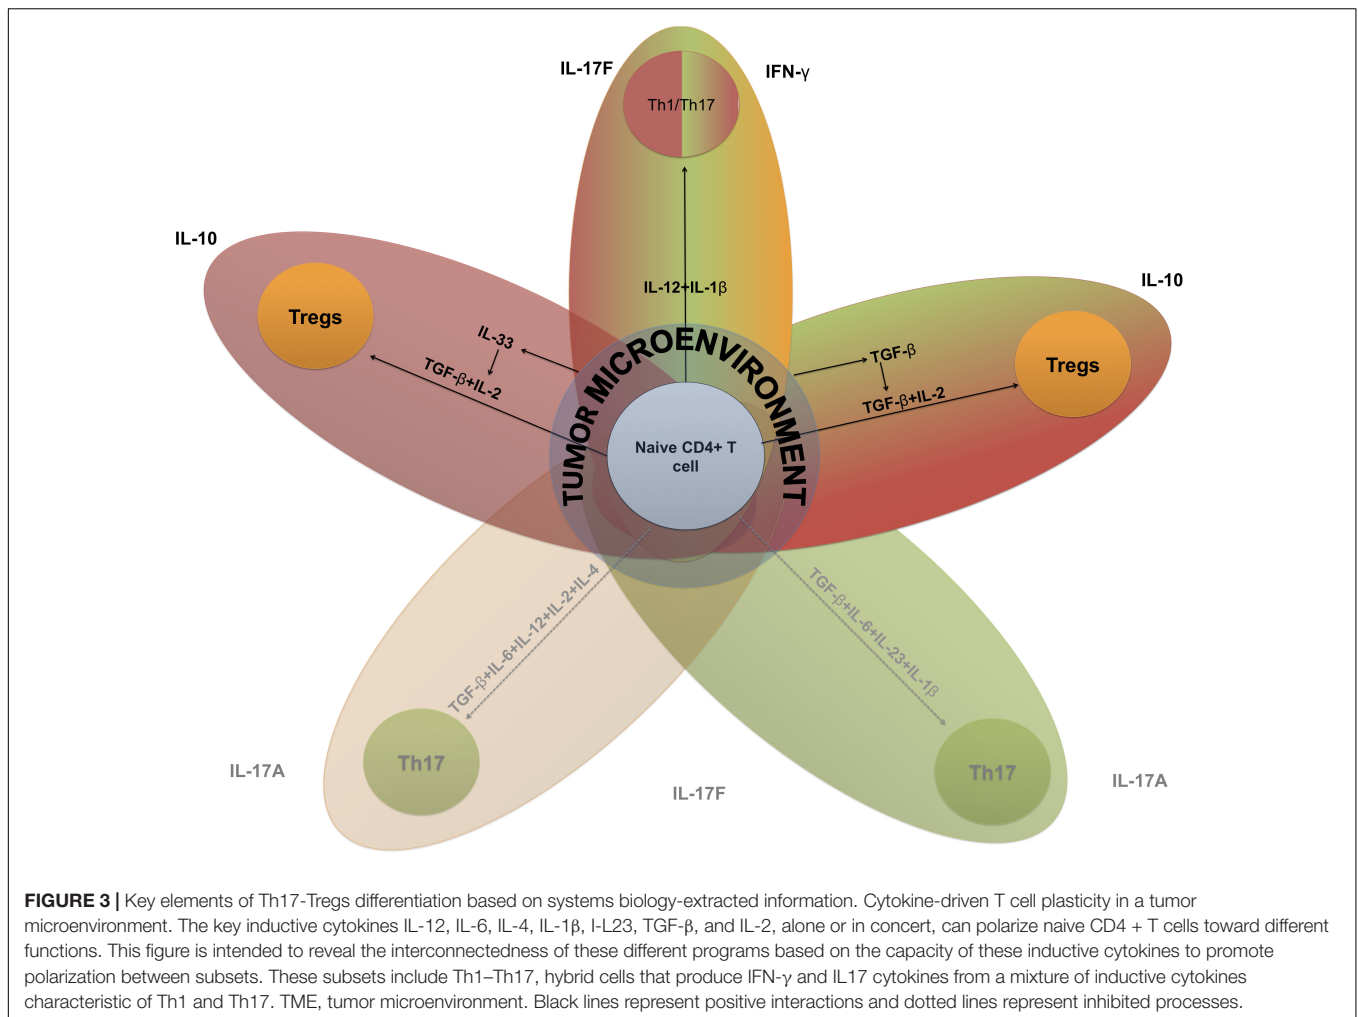 IL-17F
IFN-γ
Th1/Th17
IL-10
IL-10
Tregs
IL-33
TGF-β+IL-2
IL-12+IL-1β
TGF-β
TGF-β+IL-2
Tregs
TUMOR MICROENVIRONMENT
Naive CD4+ T
cell
TGF-β+IL-6+IL-12+IL-2+IL-4
TGF-β+IL-6+IL-23+IL-1β
Th17
Th17
IL-17A
IL-17F
IL-17A
FIGURE 3 | Key elements of Th17-Tregs differentiation based on systems biology-extracted information. Cytokine-driven T cell plasticity in a tumor
microenvironment. The key inductive cytokines IL-12, IL-6, IL-4, IL-1β, I-L23, TGF-β, and IL-2, alone or in concert, can polarize naive CD4 + T cells toward different
functions. This figure is intended to reveal the interconnectedness of these different programs based on the capacity of these inductive cytokines to promote
polarization between subsets. These subsets include Th1–Th17, hybrid cells that produce IFN-γ and IL17 cytokines from a mixture of inductive cytokines
characteristic of Th1 and Th17. TME, tumor microenvironment. Black lines represent positive interactions and dotted lines represent inhibited processes.